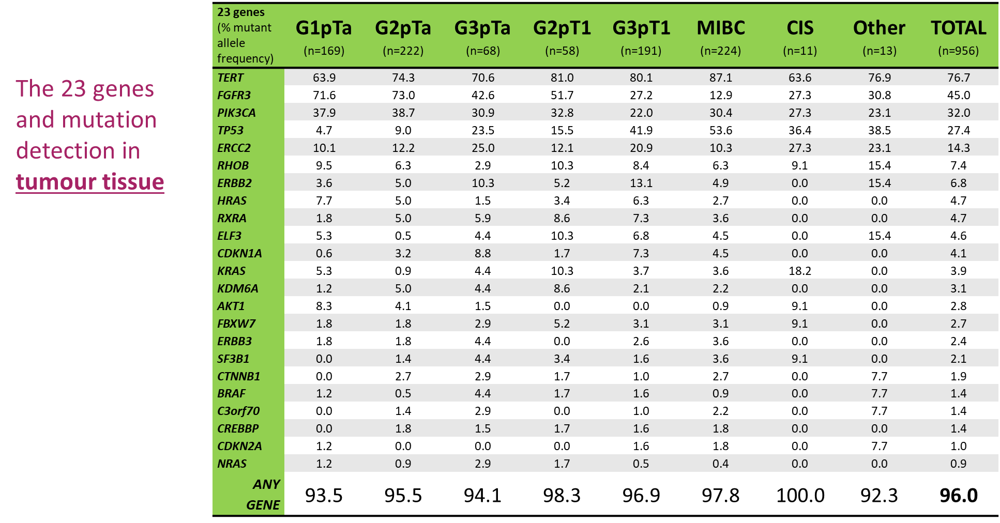 The 23 genes
and mutation
detection in
tumour tissue
23 genes
(% mutant
allele
frequency)
G1pTa G2pTa G3pTa G2pT1 G3pT1 MIBC CIS Other TOTAL
(n=169) (n=222) (n=68) (n=58) (n=191) (n=224) (n=11) (n=13) (n=956)
TERT 63.9 74.3 70.6 81.0 80.1 87.1 63.6 76.9 76.7
FGFR3 71.6 73.0 42.6 51.7 27.2 12.9 27.3 30.8 45.0
PIK3CA 37.9 38.7 30.9 32.8 22.0 30.4 27.3 23.1 32.0
TP53 4.7 9.0 23.5 15.5 41.9 53.6 36.4 38.5 27.4
ERCC2 10.1 12.2 25.0 12.1 20.9 10.3 27.3 23.1 14.3
RHOB 9.5 6.3 2.9 10.3 8.4 6.3 9.1 15.4 7.4
ERBB2 3.6 5.0 10.3 5.2 13.1 4.9 0.0 15.4 6.8
HRAS 7.7 5.0 1.5 3.4 6.3 2.7 0.0 0.0 4.7
RXRA 1.8 5.0 5.9 8.6 7.3 3.6 0.0 0.0 4.7
ELF3 5.3 0.5 4.4 10.3 6.8 4.5 0.0 15.4 4.6
CDKN1A 0.6 3.2 8.8 1.7 7.3 4.5 0.0 0.0 4.1
KRAS 5.3 0.9 4.4 10.3 3.7 3.6 18.2 0.0 3.9
KDM6A 1.2 5.0 4.4 8.6 2.1 2.2 0.0 0.0 3.1
AKT1 8.3 4.1 1.5 0.0 0.0 0.9 9.1 0.0 2.8
FBXW7 1.8 1.8 2.9 5.2 3.1 3.1 9.1 0.0 2.7
ERBB3 1.8 1.8 4.4 0.0 2.6 3.6 0.0 0.0 2.4
SF3B1 0.0 1.4 4.4 3.4 1.6 3.6 9.1 0.0 2.1
CTNNB1 0.0 2.7 2.9 1.7 1.0 2.7 0.0 7.7 1.9
BRAF 1.2 0.5 4.4 1.7 1.6 0.9 0.0 7.7 1.4
C3orf70 0.0 1.4 2.9 0.0 1.0 2.2 0.0 7.7 1.4
CREBBP 0.0 1.8 1.5 1.7 1.6 1.8 0.0 0.0 1.4
CDKN2A 1.2 0.0 0.0 0.0 1.6 1.8 0.0 7.7 1.0
NRAS 1.2 0.9 2.9 1.7 0.5 0.4 0.0 0.0 0.9
ANY
GENE
93.5 95.5 94.1 98.3 96.9 97.8 100.0 92.3 96.0